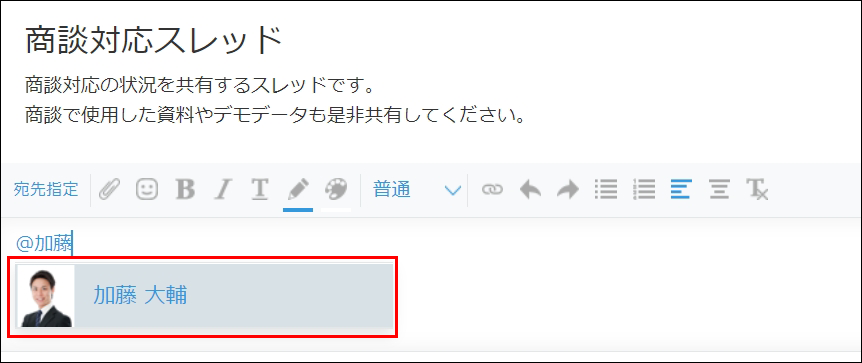 商談対応スレッド
商談対応の状況を共有するスレッドです。
商談で使用した資料やデモデータも是非共有してください。
宛先指定 B I T 普通 Tx
@加藤
加藤 大輔